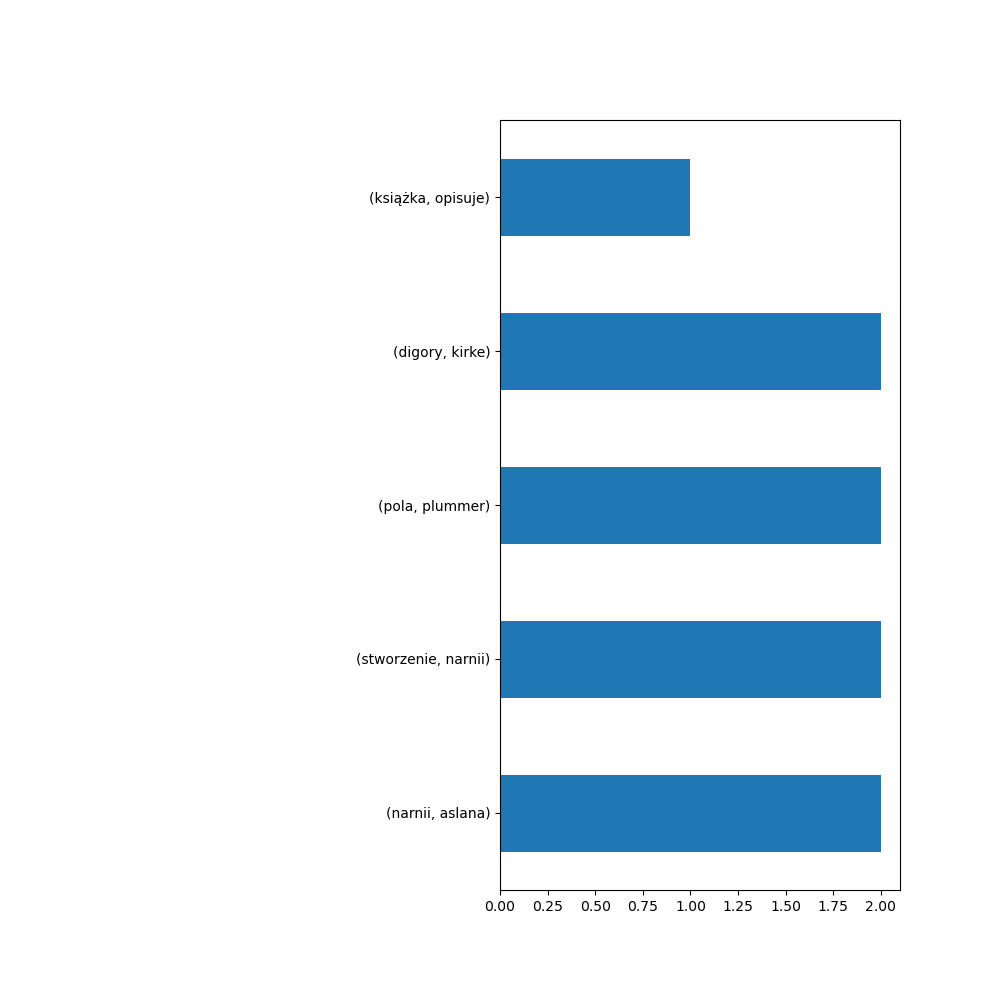 (książka, opisuje)
(digory, kirke)
(pola, plummer)
(stworzenie, narnii)
(narnii, aslana)
0.00 0.25 0.50 0.75 1.00 1.25 1.50 1.75 2.00